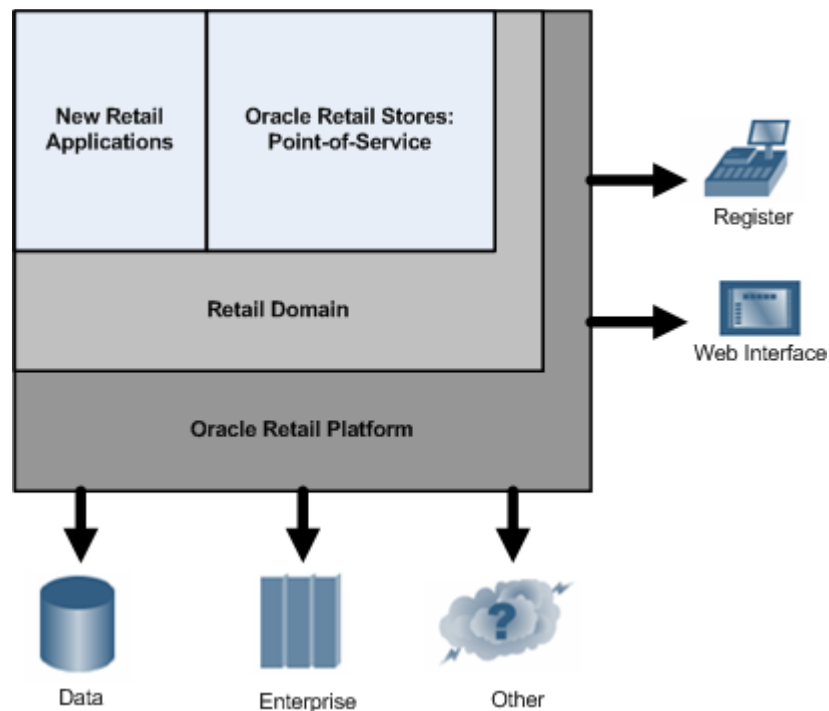 New Retail
Applications
Oracle Retail Stores:
Point-of-Service
Register
Retail Domain
Web Interface
Oracle Retail Platform
?
Data
Enterprise
Other